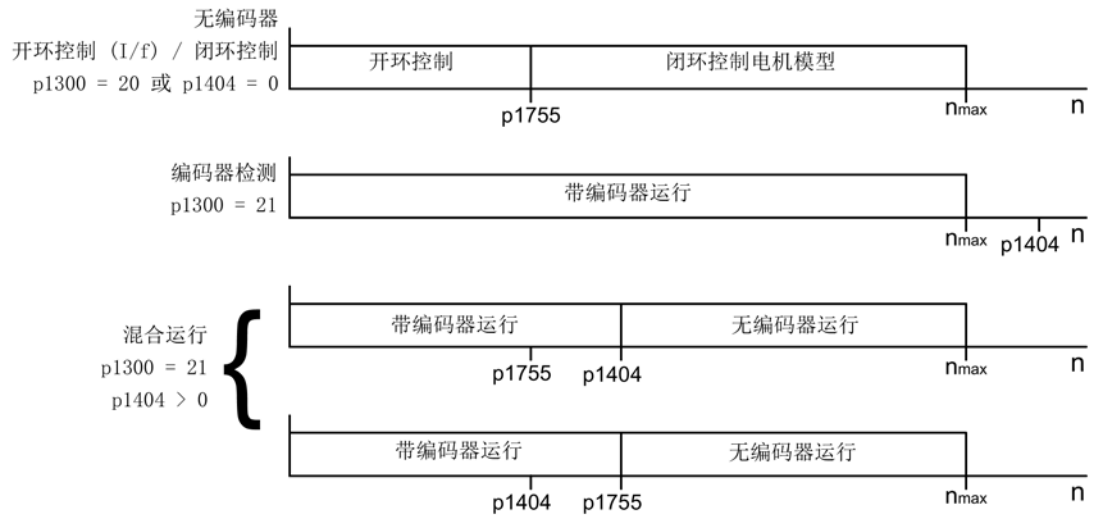 无编码器
开环控制 (I/f) / 闭环控制
p1300 = 20 或 p1404 = 0
开环控制
闭环控制电机模型
p1755
nmax
n
编码器检测
p1300 = 21
带编码器运行
nmax
p1404
n
混合运行
p1300 = 21
p1404 > 0
{
带编码器运行
无编码器运行
p1755
p1404
nmax
n
带编码器运行
无编码器运行
p1404
p1755
nmax
n